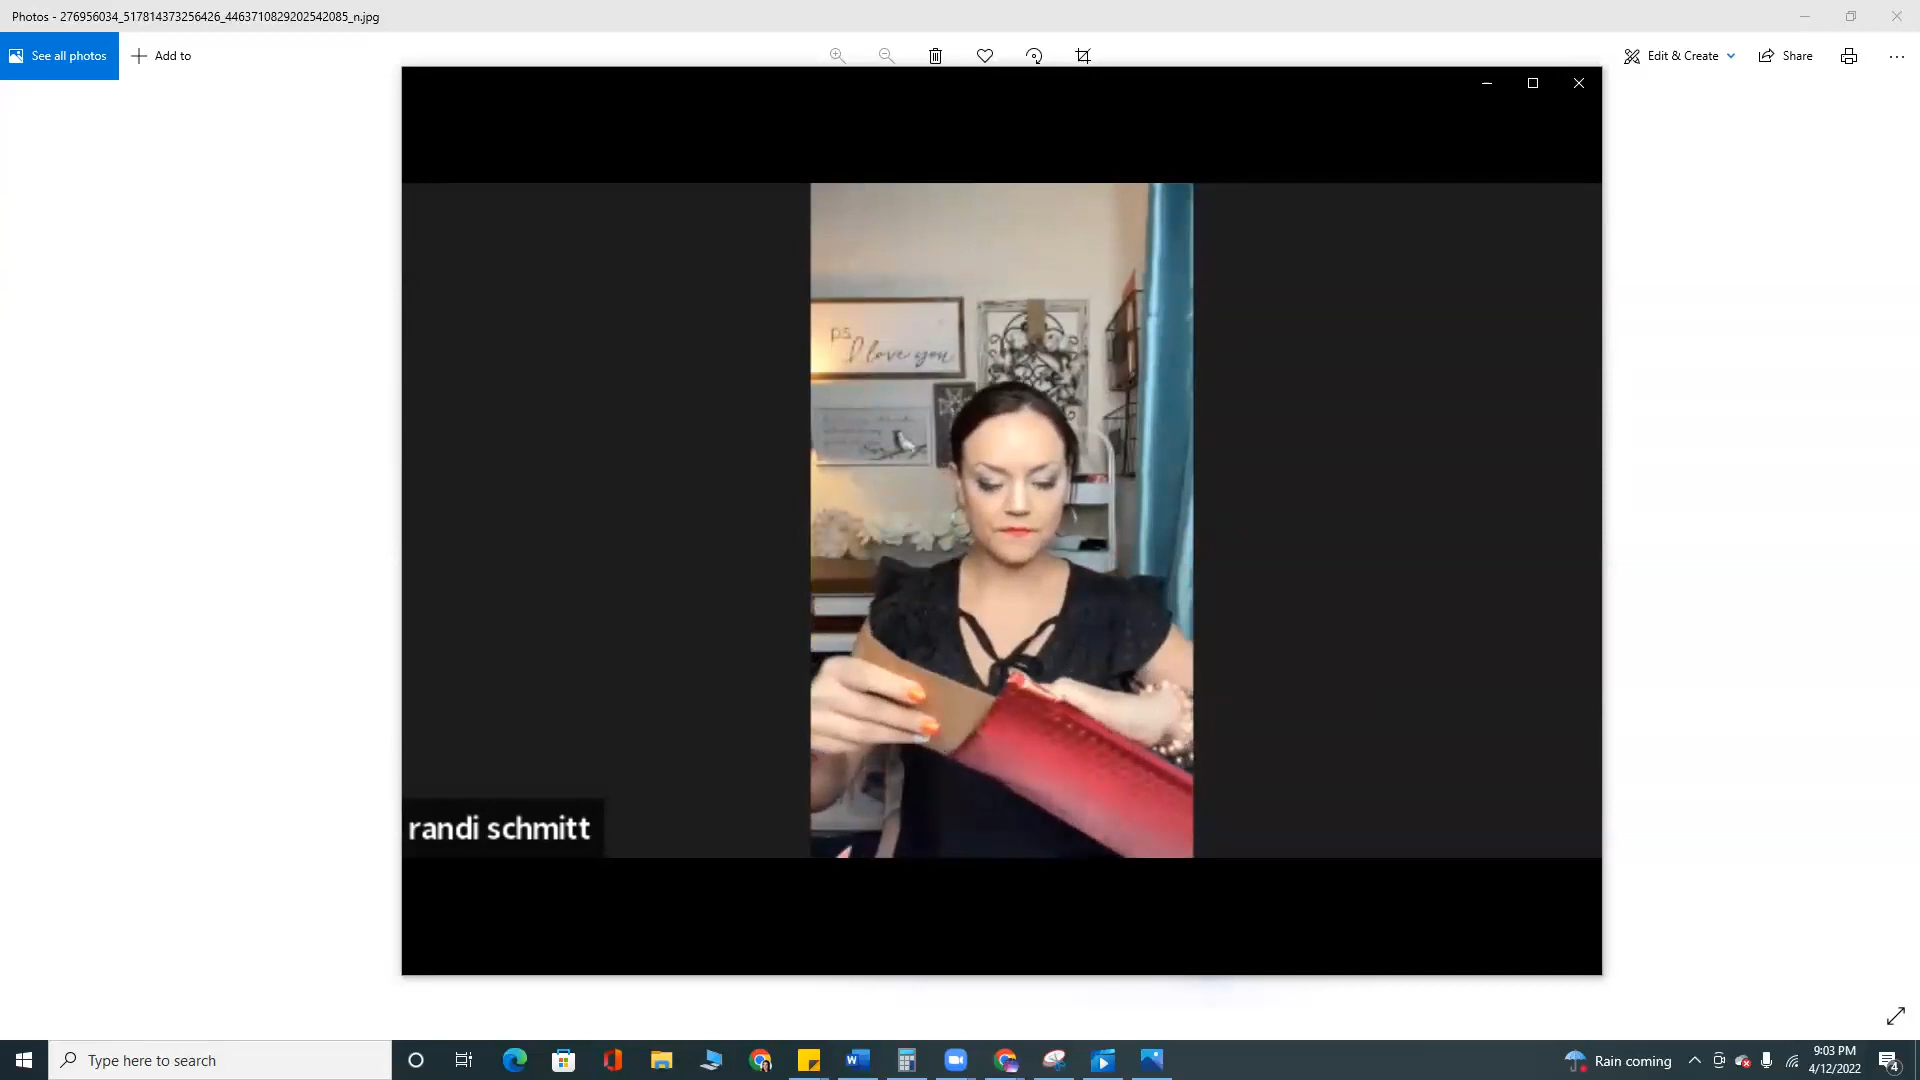 Photos - 276956034_517814373256426_4463710829202542085_n.jpg
See all photos
Add to
Edit & Create
Share
ps.
I love you
randi schmitt
Type here to search
Rain coming
9:03 PM
4/12/2022
4